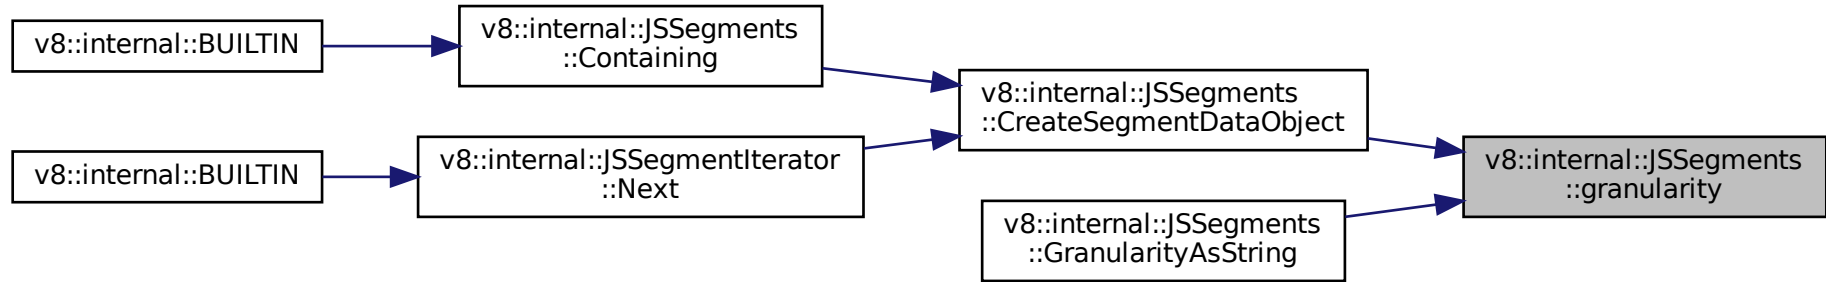 v8::internal::BUILTIN
v8::internal::JSSegments
::Containing
v8::internal::BUILTIN
v8::internal::JSSegmentIterator
::Next
v8::internal::JSSegments
::CreateSegmentDataObject
v8::internal::JSSegments
::GranularityAsString
v8::internal::JSSegments
::granularity